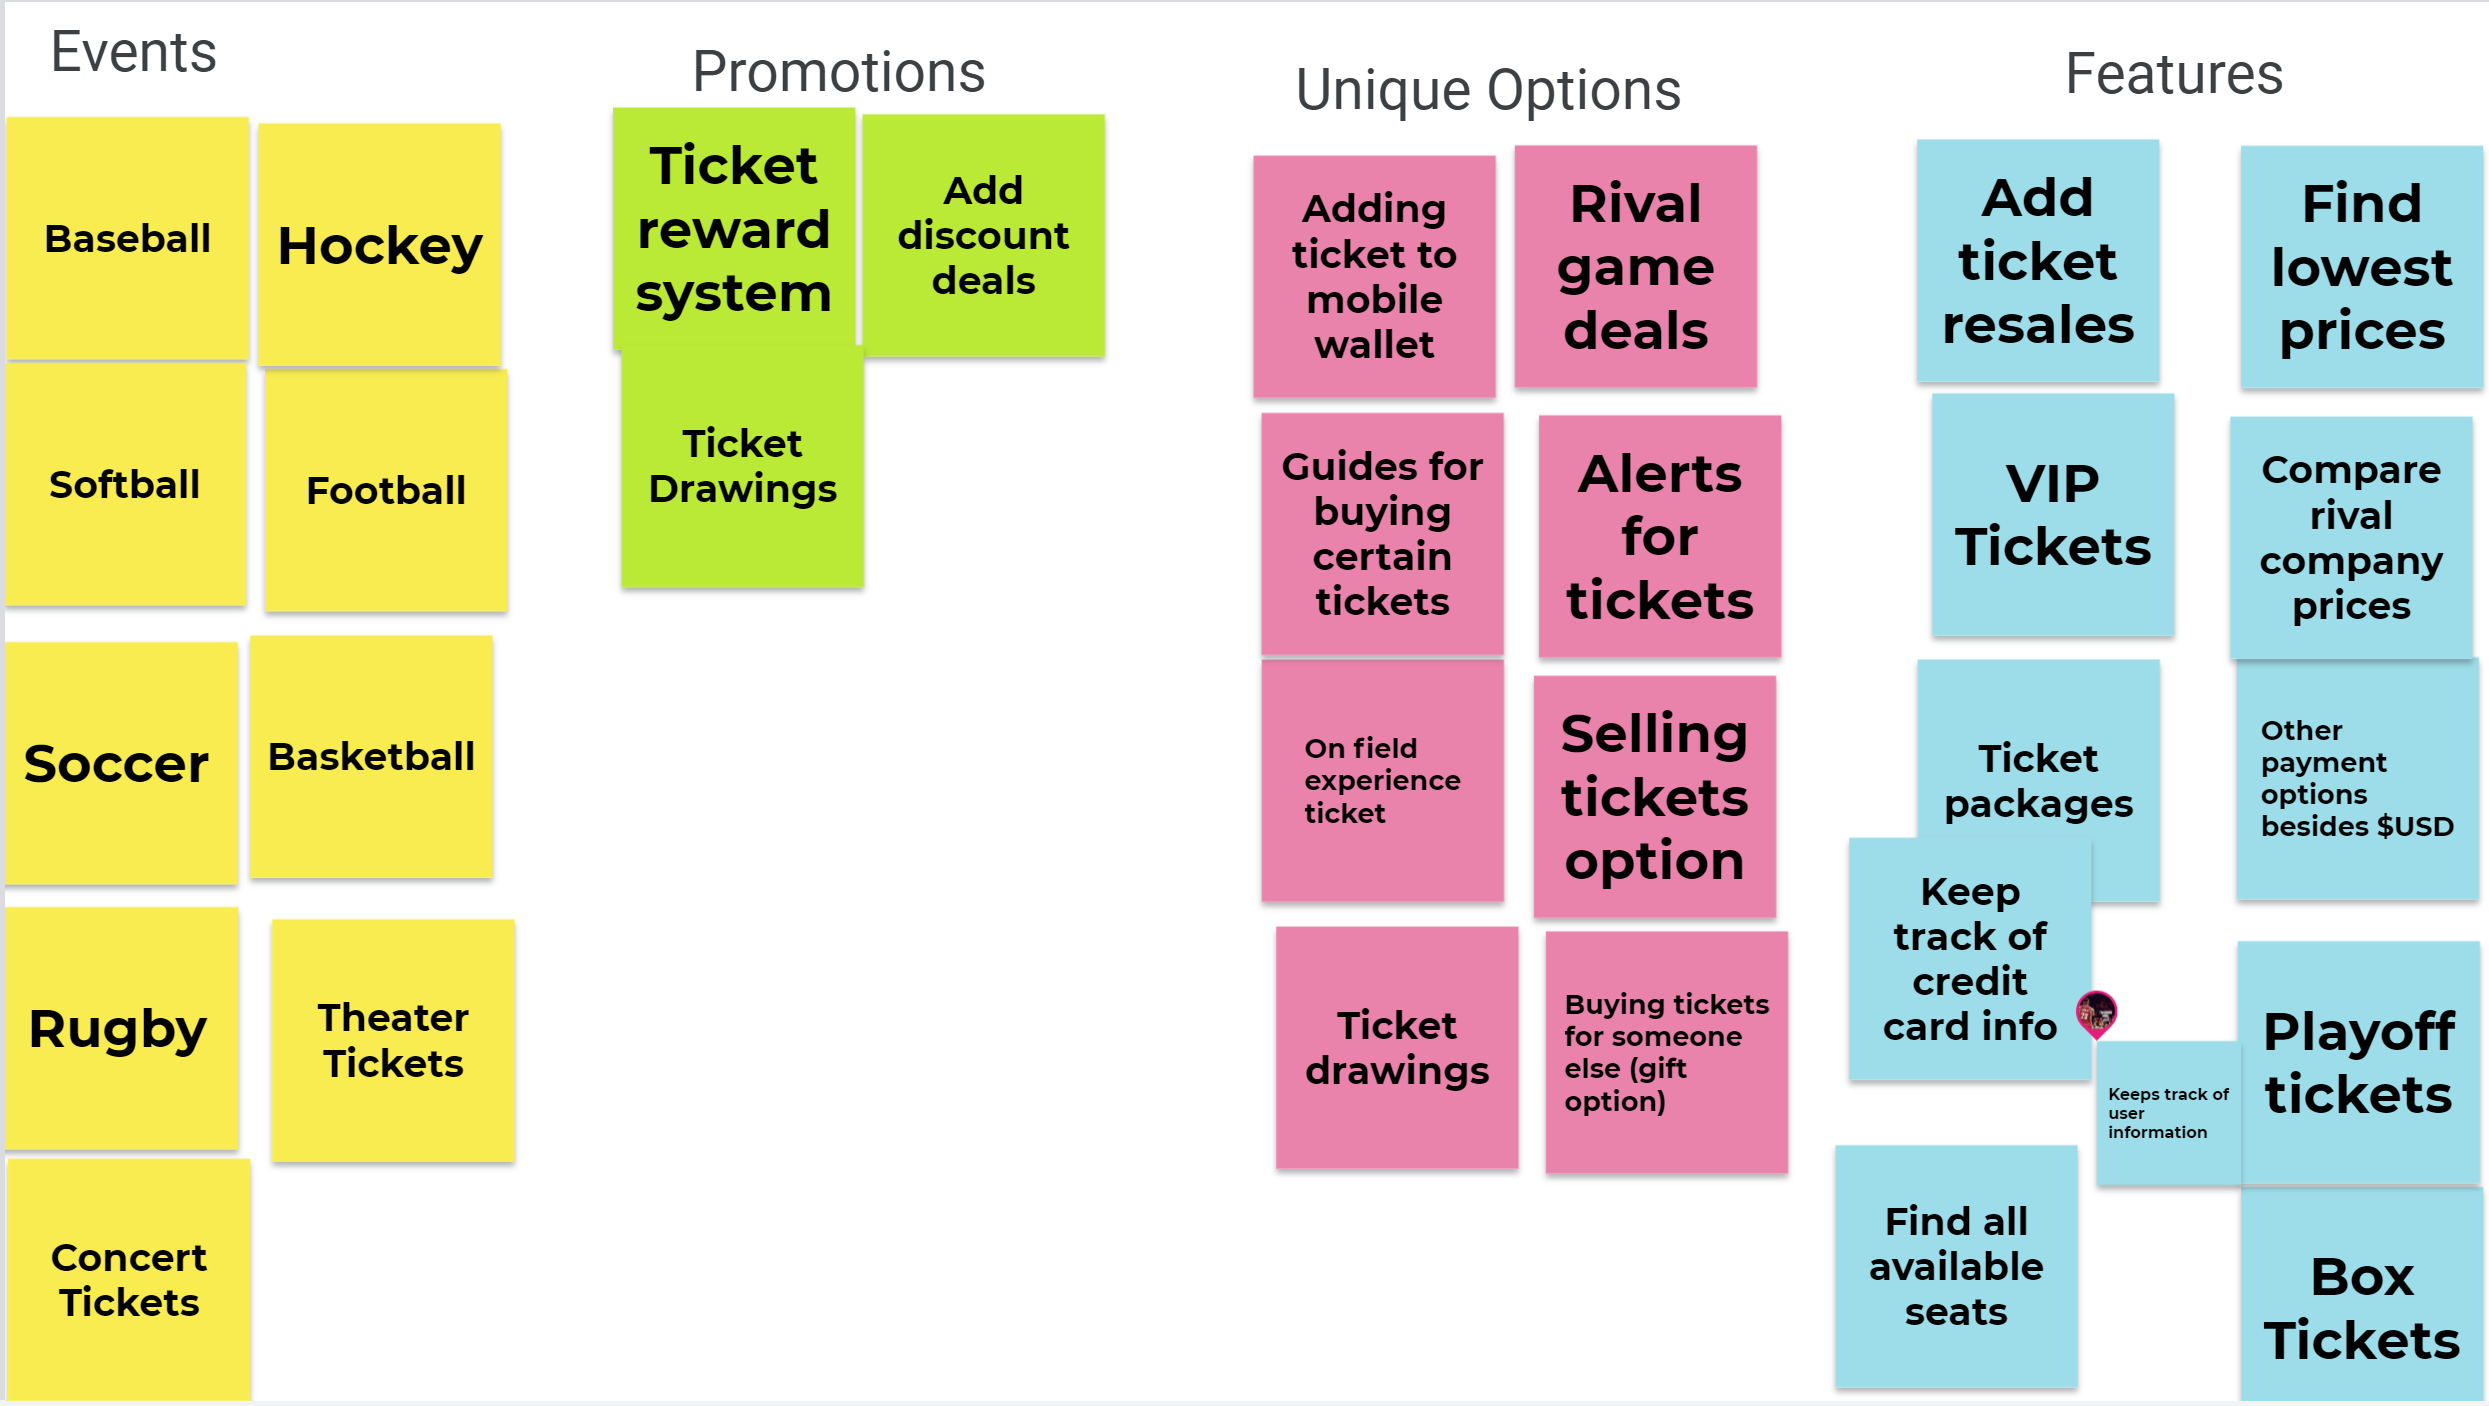 Events
Baseball
Hockey
Softball
Football
Soccer
Basketball
Rugby
Theater
Tickets
Concert
Tickets
Promotions
Ticket
reward
system
Add
discount
deals
Ticket
Drawings
Unique Options
Adding
ticket to
mobile
wallet
Rival
game
deals
Guides for
buying
certain
tickets
Alerts
for
tickets
On field
experience
ticket
Selling
tickets
option
Ticket
drawings
Buying tickets
for someone
else (gift
option)
Features
Add
ticket
resales
Find
lowest
prices
VIP
Tickets
Compare
rival
company
prices
Ticket
packages
Other
payment
options
besides $USD
Keep
track of
credit
card info
Playoff
tickets
Keeps track of
user
information
Find all
available
seats
Box
Tickets